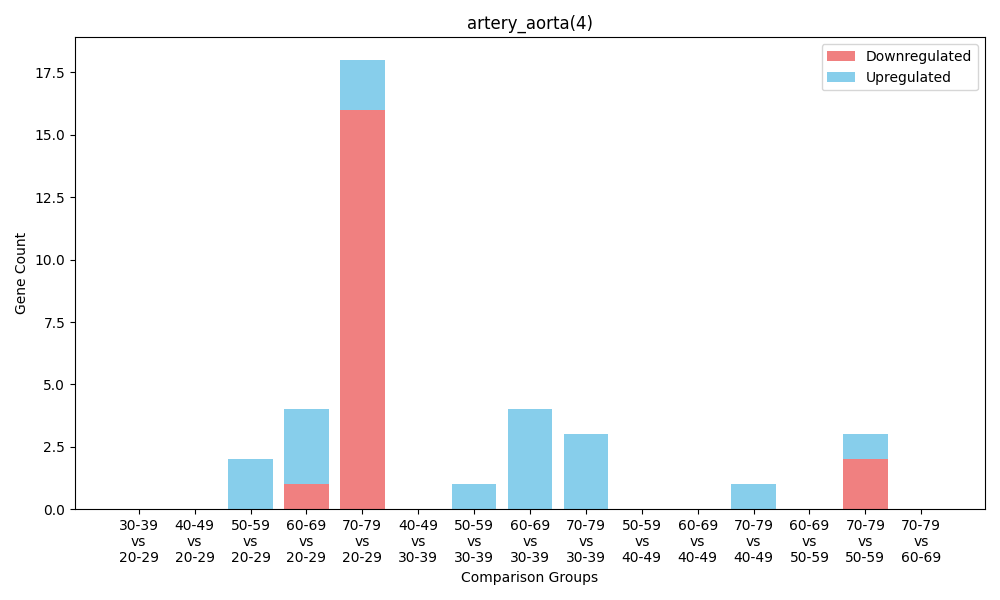 artery_aorta(4)
Downregulated
Upregulated
Gene Count
17.5
15.0
12.5
10.0
7.5
5.0
2.5
0.0
30-39 40-49 50-59 60-69 70-79 40-49 50-59 60-69 70-79 50-59 60-69 70-79 60-69 70-79 70-79
vs vs vs vs vs vs vs vs vs vs vs vs vs vs vs
20-29 20-29 20-29 20-29 20-29 30-39 30-39 30-39 30-39 40-49 40-49 40-49 50-59 50-59 60-69
Comparison Groups